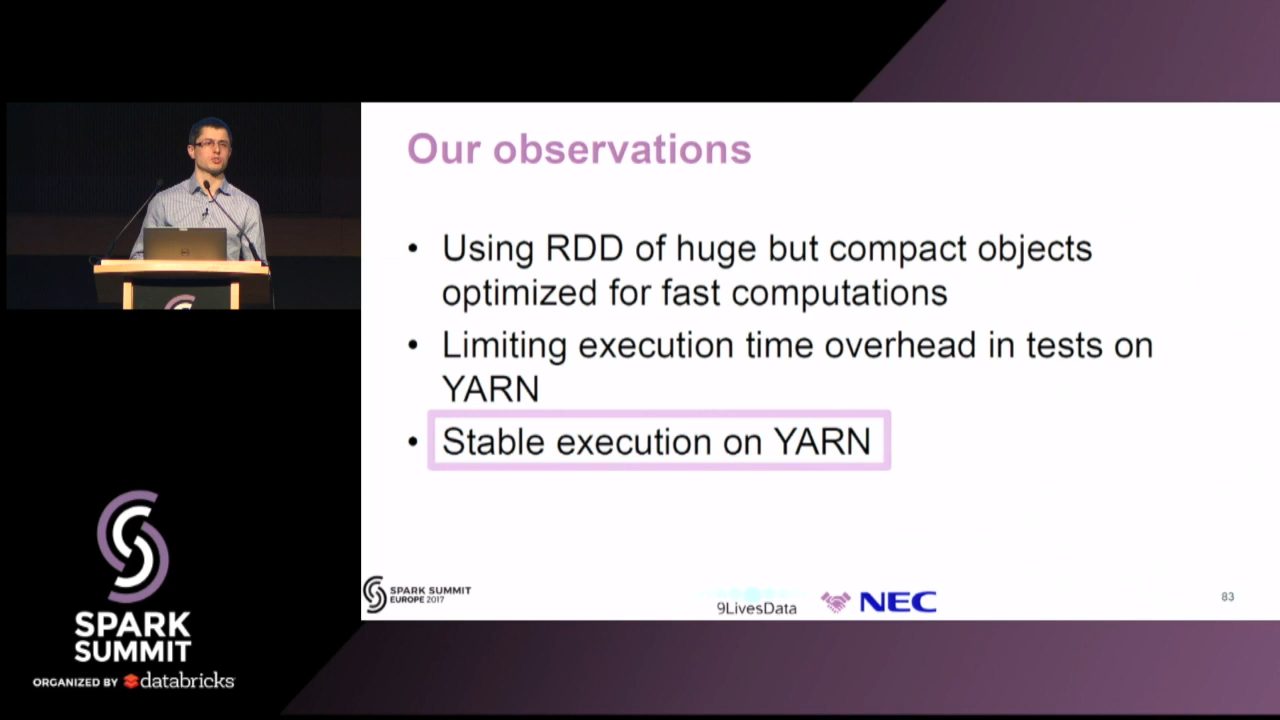 Our observations
• Using RDD of huge but compact objects
optimized for fast computations
• Limiting execution time overhead in tests on
YARN
• Stable execution on YARN
SPARK SUMMIT
EUROPE 2017
9LivesData
NEC
83
SPARK
SUMMIT
ORGANIZED BY databricks